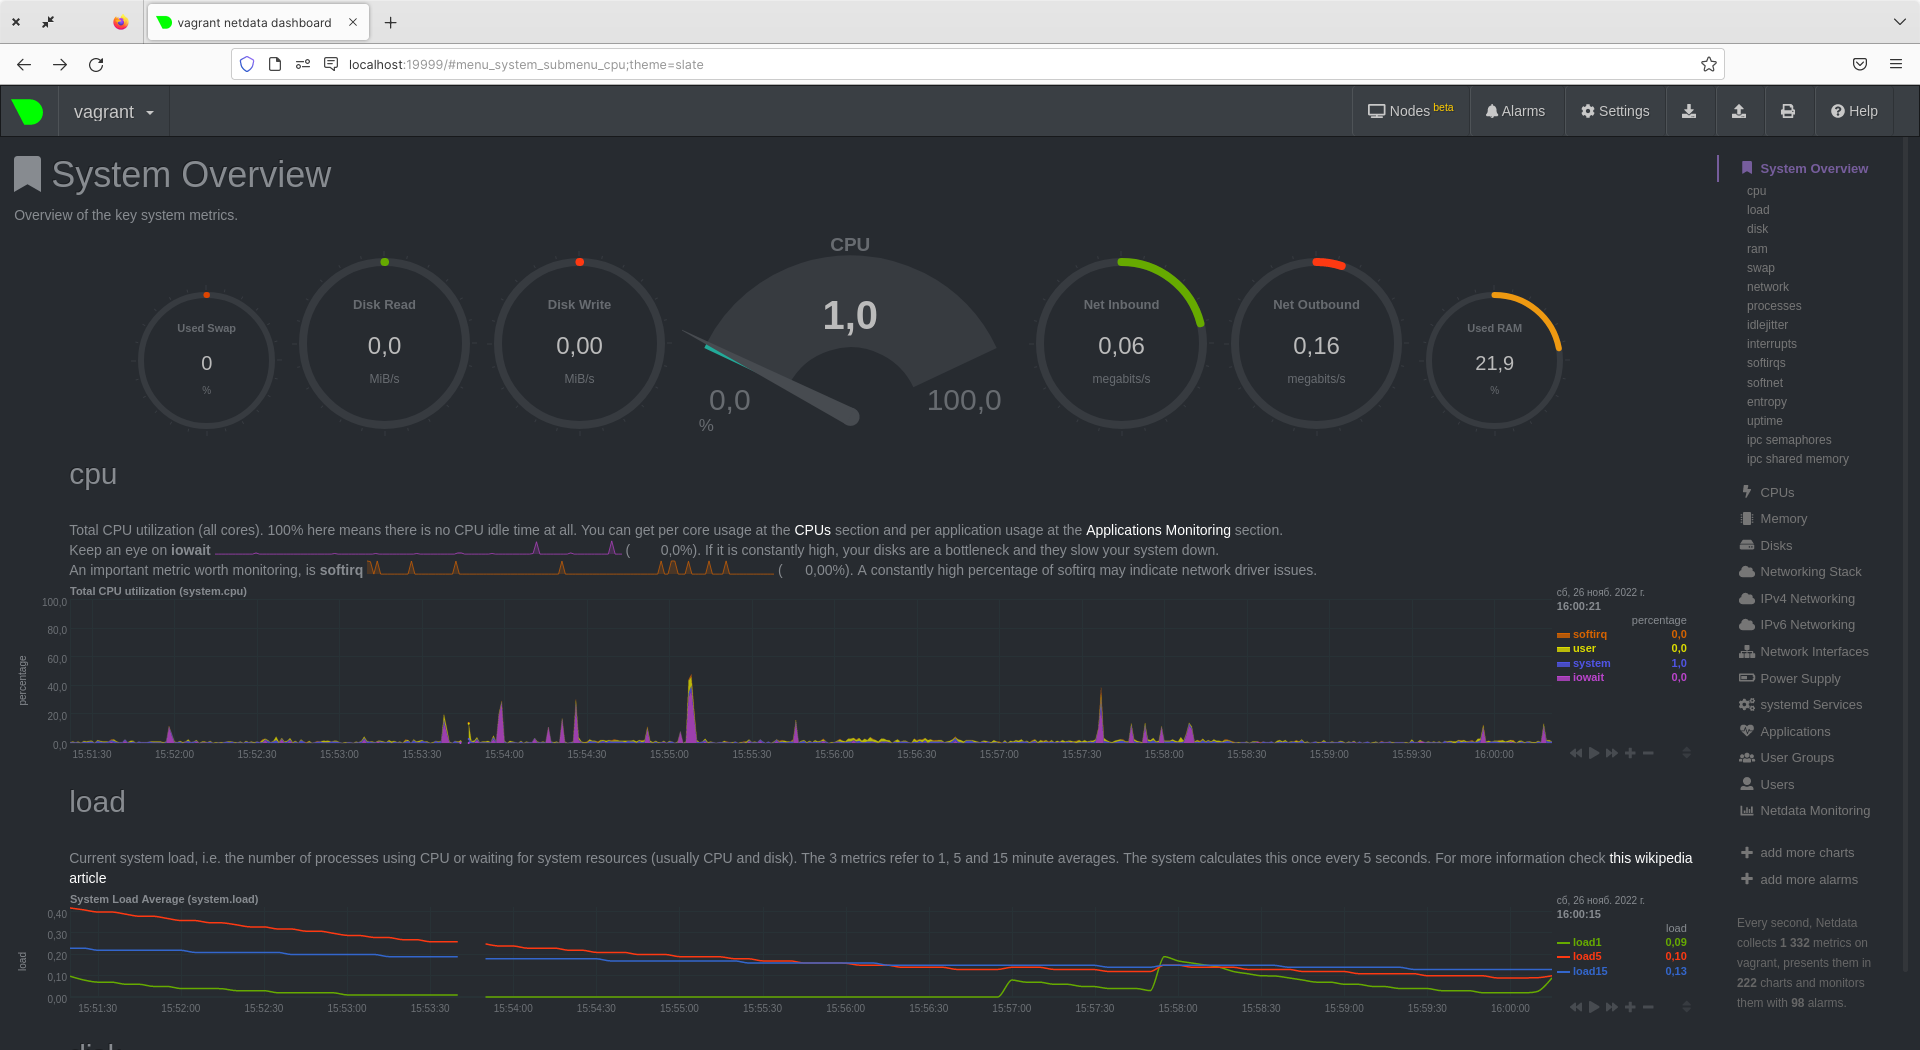 vagrant netdata dashboard
localhost:19999/#menu_system_submenu_cpu;theme=slate
vagrant
Nodes beta
Alarms
Settings
Help
System Overview
Overview of the key system metrics.
Used Swap
0
%
Disk Read
0,0
MiB/s
Disk Write
0,00
MiB/s
CPU
1,0
0,0
100,0
%
Net Inbound
0,06
megabits/s
Net Outbound
0,16
megabits/s
Used RAM
21,9
%
cpu
Total CPU utilization (all cores). 100% here means there is no CPU idle time at all. You can get per core usage at the CPUs section and per application usage at the Applications Monitoring section.
Keep an eye on iowait ( 0,0%). If it is constantly high, your disks are a bottleneck and they slow your system down.
An important metric worth monitoring, is softirq ( 0,00%). A constantly high percentage of softirq may indicate network driver issues.
Total CPU utilization (system.cpu)
percentage
100,0
80,0
60,0
40,0
20,0
0,0
15:51:30 15:52:00 15:52:30 15:53:00 15:53:30 15:54:00 15:54:30 15:55:00 15:55:30 15:56:00 15:56:30 15:57:00 15:57:30 15:58:00 15:58:30 15:59:00 15:59:30 16:00:00
сб, 26 нояб. 2022 г.
16:00:21
percentage
softirq 0,0
user 0,0
system 1,0
iowait 0,0
load
Current system load, i.e. the number of processes using CPU or waiting for system resources (usually CPU and disk). The 3 metrics refer to 1, 5 and 15 minute averages. The system calculates this once every 5 seconds. For more information check this wikipedia
article
System Load Average (system.load)
load
0,40
0,30
0,20
0,10
0,00
15:51:30 15:52:00 15:52:30 15:53:00 15:53:30 15:54:00 15:54:30 15:55:00 15:55:30 15:56:00 15:56:30 15:57:00 15:57:30 15:58:00 15:58:30 15:59:00 15:59:30 16:00:00
сб, 26 нояб. 2022 г.
16:00:15
load
load1 0,09
load5 0,10
load15 0,13
System Overview
cpu
load
disk
ram
swap
network
processes
idlejitter
interrupts
softirqs
softnet
entropy
uptime
ipc semaphores
ipc shared memory
CPUs
Memory
Disks
Networking Stack
IPv4 Networking
IPv6 Networking
Network Interfaces
Power Supply
systemd Services
Applications
User Groups
Users
Netdata Monitoring
add more charts
add more alarms
Every second, Netdata
collects 1 332 metrics on
vagrant, presents them in
222 charts and monitors
them with 98 alarms.